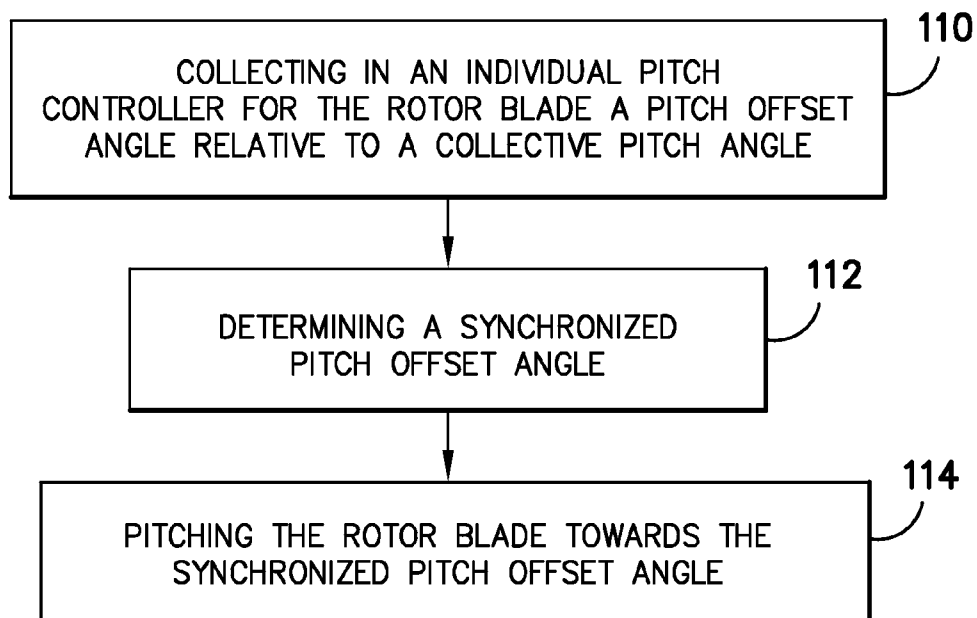 110
COLLECTING IN AN INDIVIDUAL PITCH
CONTROLLER FOR THE ROTOR BLADE A PITCH OFFSET
ANGLE RELATIVE TO A COLLECTIVE PITCH ANGLE
112
DETERMINING A SYNCHRONIZED
PITCH OFFSET ANGLE
114
PITCHING THE ROTOR BLADE TOWARDS THE
SYNCHRONIZED PITCH OFFSET ANGLE